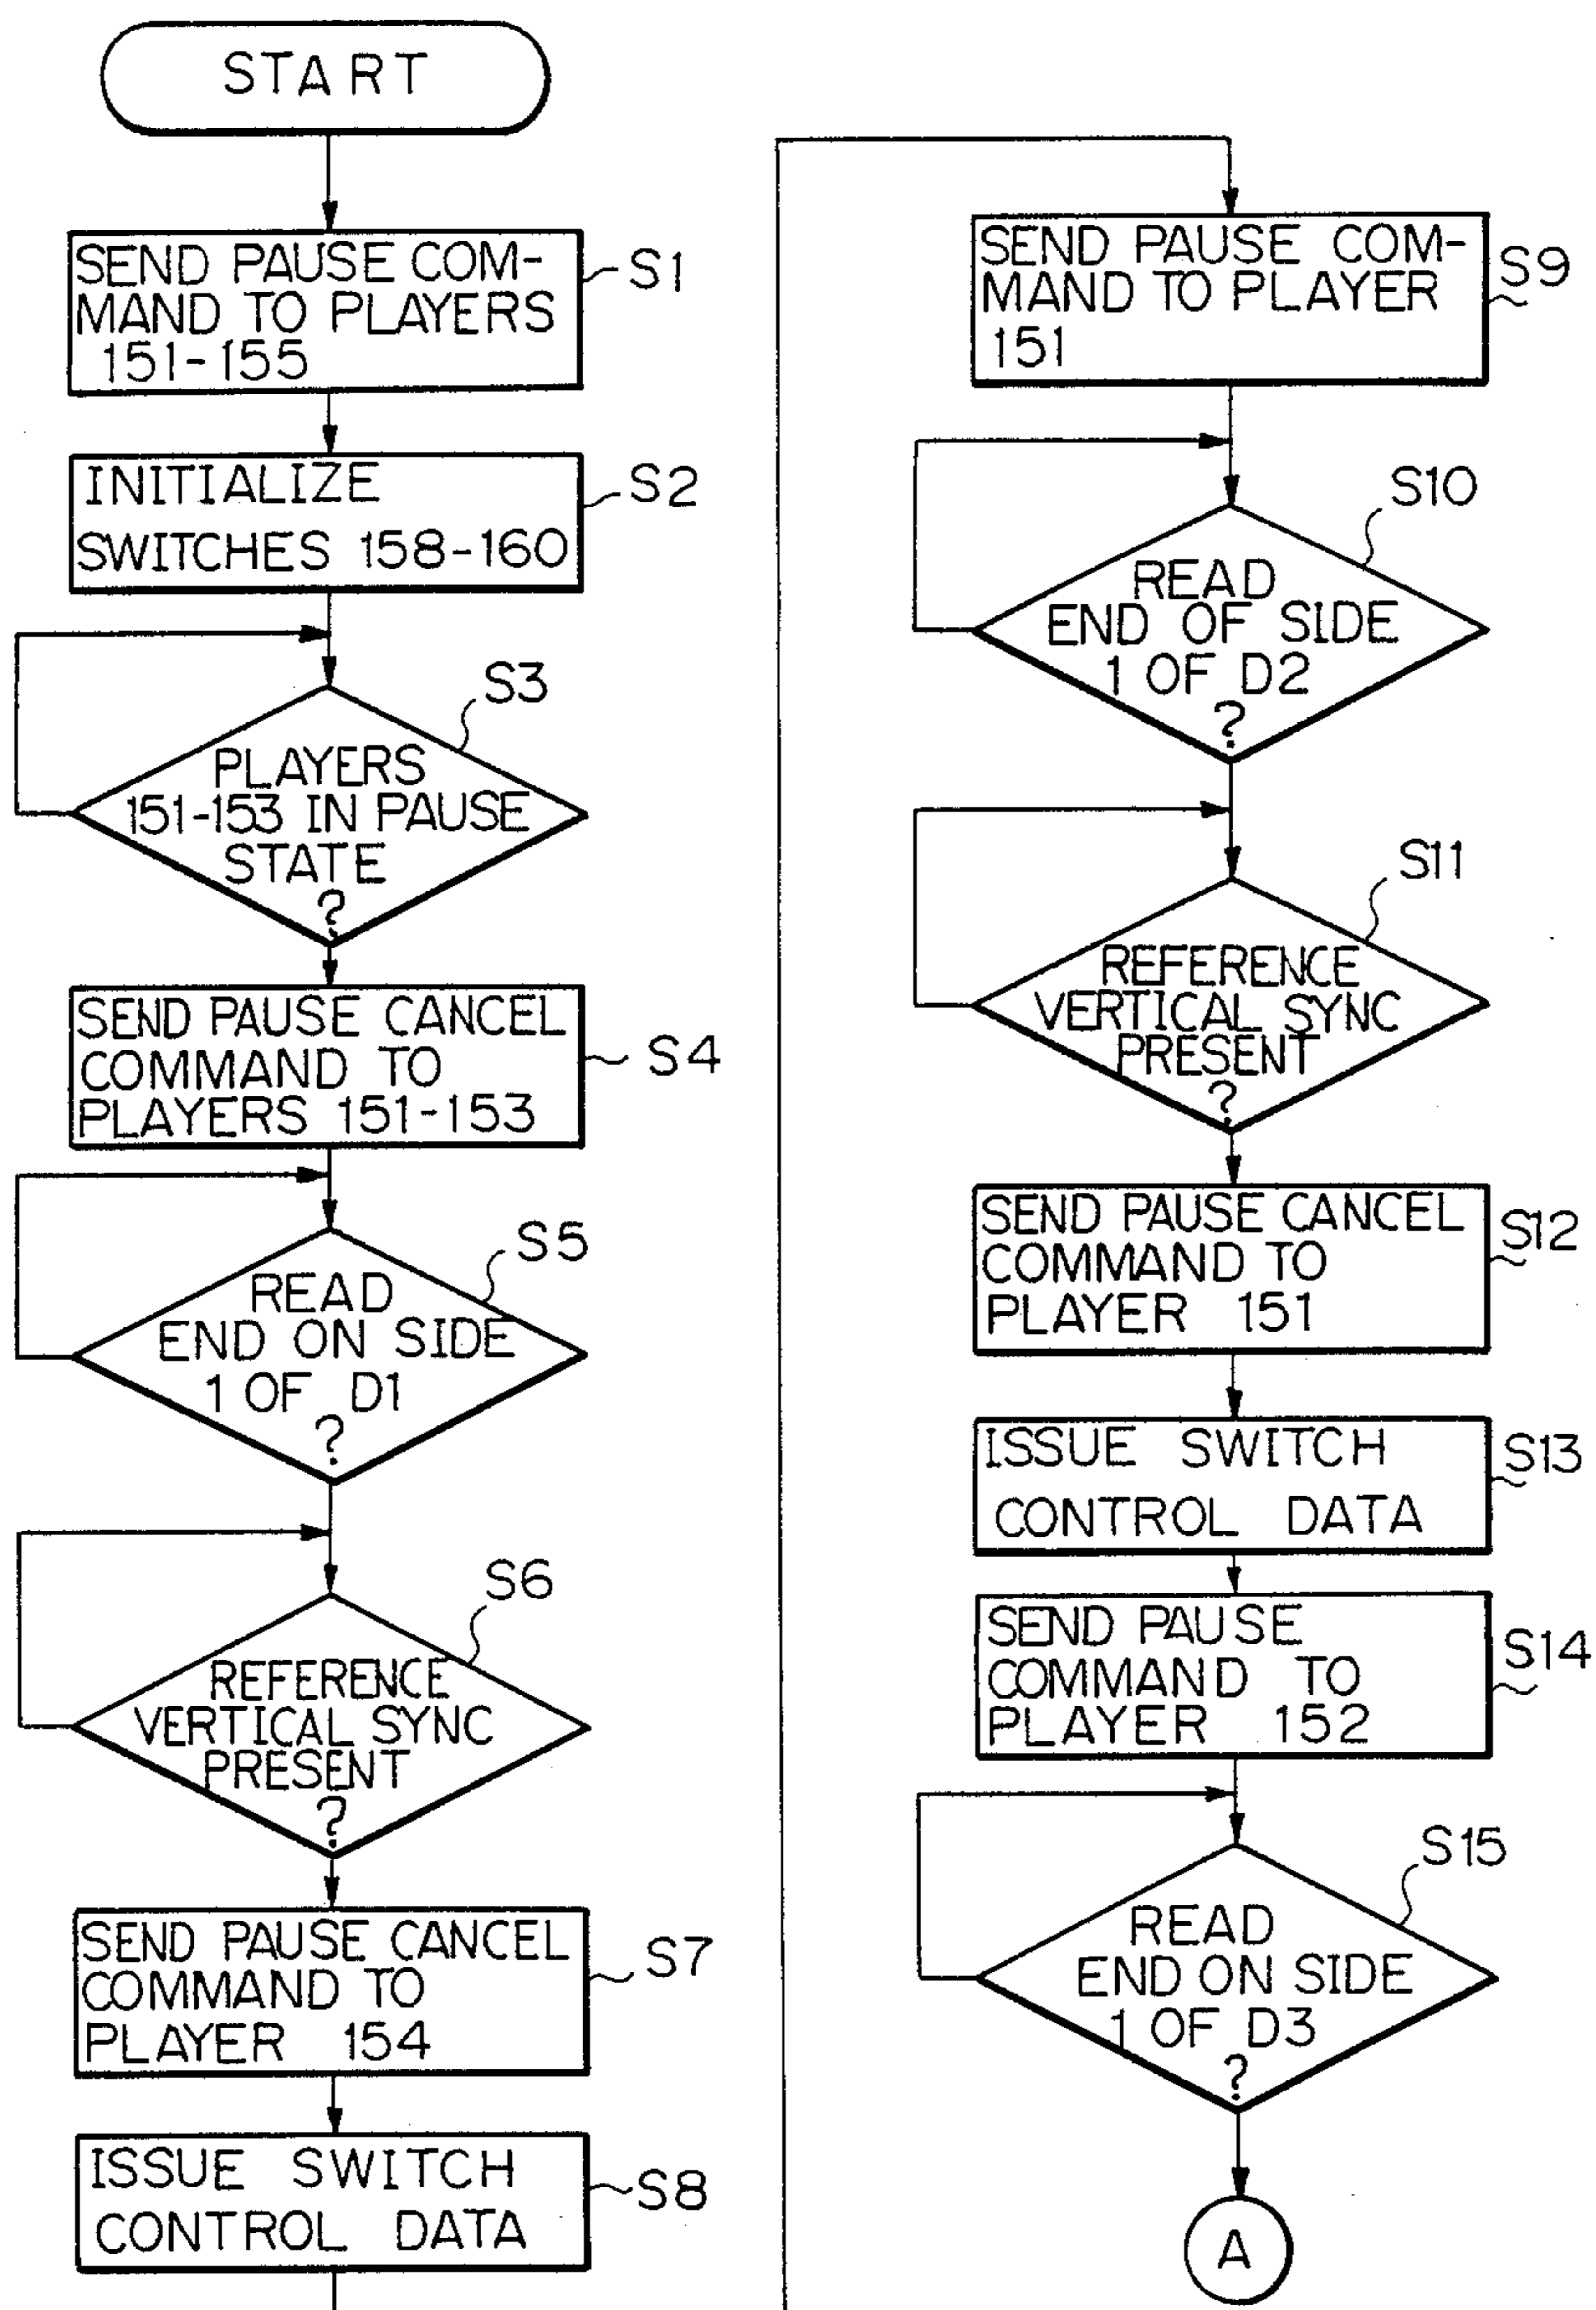 START
SEND PAUSE COM-
MAND TO PLAYERS
151-155
S1
INITIALIZE
SWITCHES 158-160
S2
S3
PLAYERS
151-153 IN PAUSE
STATE
?
SEND PAUSE CANCEL
COMMAND TO
PLAYERS 151-153
S4
S5
READ
END ON SIDE
1 OF D1
?
S6
REFERENCE
VERTICAL SYNC
PRESENT
?
SEND PAUSE CANCEL
COMMAND TO
PLAYER 154
S7
ISSUE SWITCH
CONTROL DATA
S8
SEND PAUSE COM-
MAND TO PLAYER
151
S9
S10
READ
END OF SIDE
1 OF D2
?
S11
REFERENCE
VERTICAL SYNC
PRESENT
?
SEND PAUSE CANCEL
COMMAND TO
PLAYER 151
S12
ISSUE SWITCH
CONTROL DATA
S13
SEND PAUSE
COMMAND TO
PLAYER 152
S14
S15
READ
END ON SIDE
1 OF D3
?
A